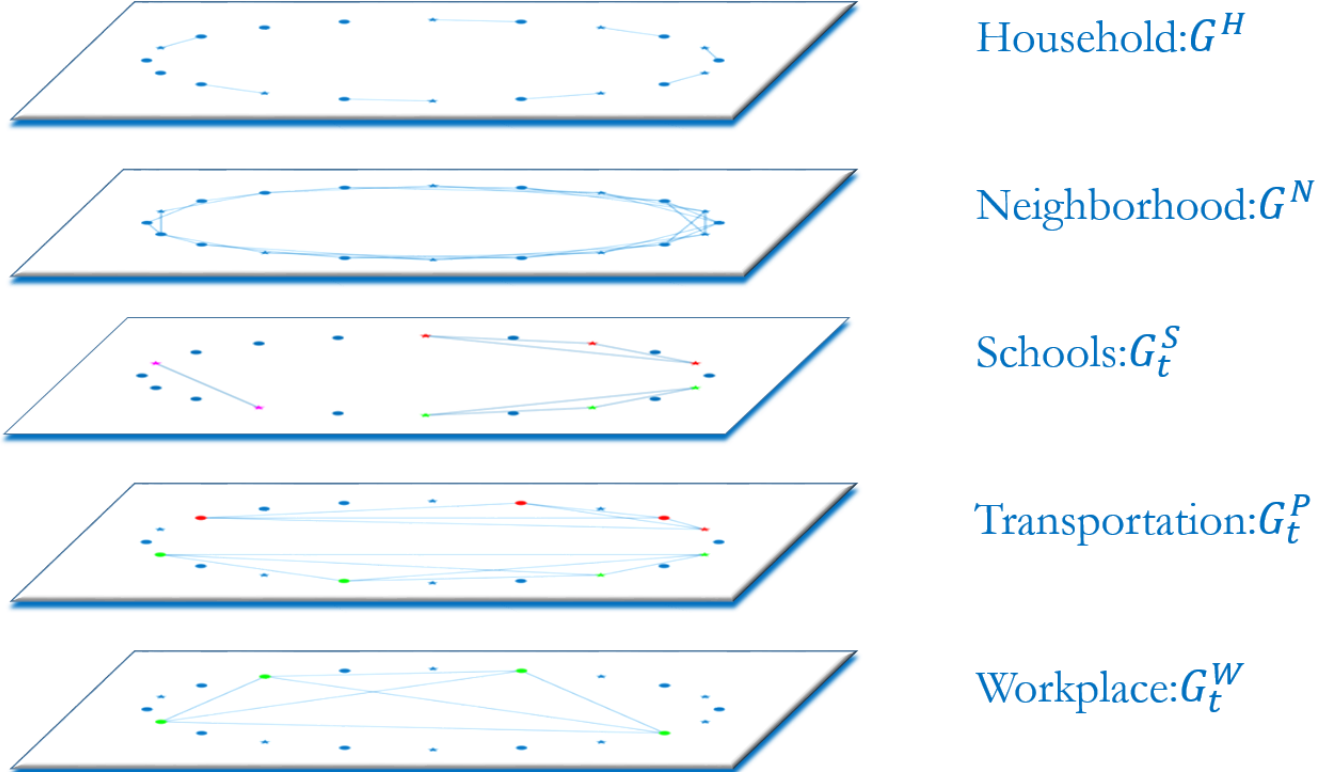 Household:G^H
Neighborhood:G^N
Schools:G_t^S
Transportation:G_t^P
Workplace:G_t^W